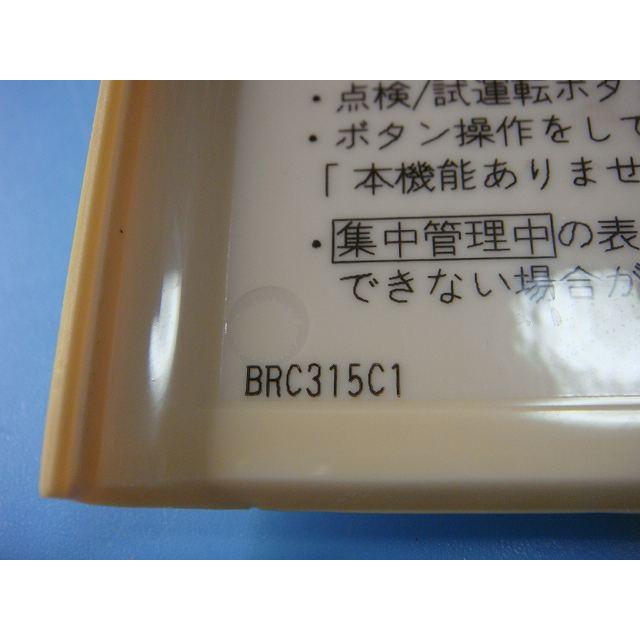 ・点検/試運転ボタ
・ボタン操作をして
「本機能ありませ
・集中管理中の表
できない場合が
BRC315C1